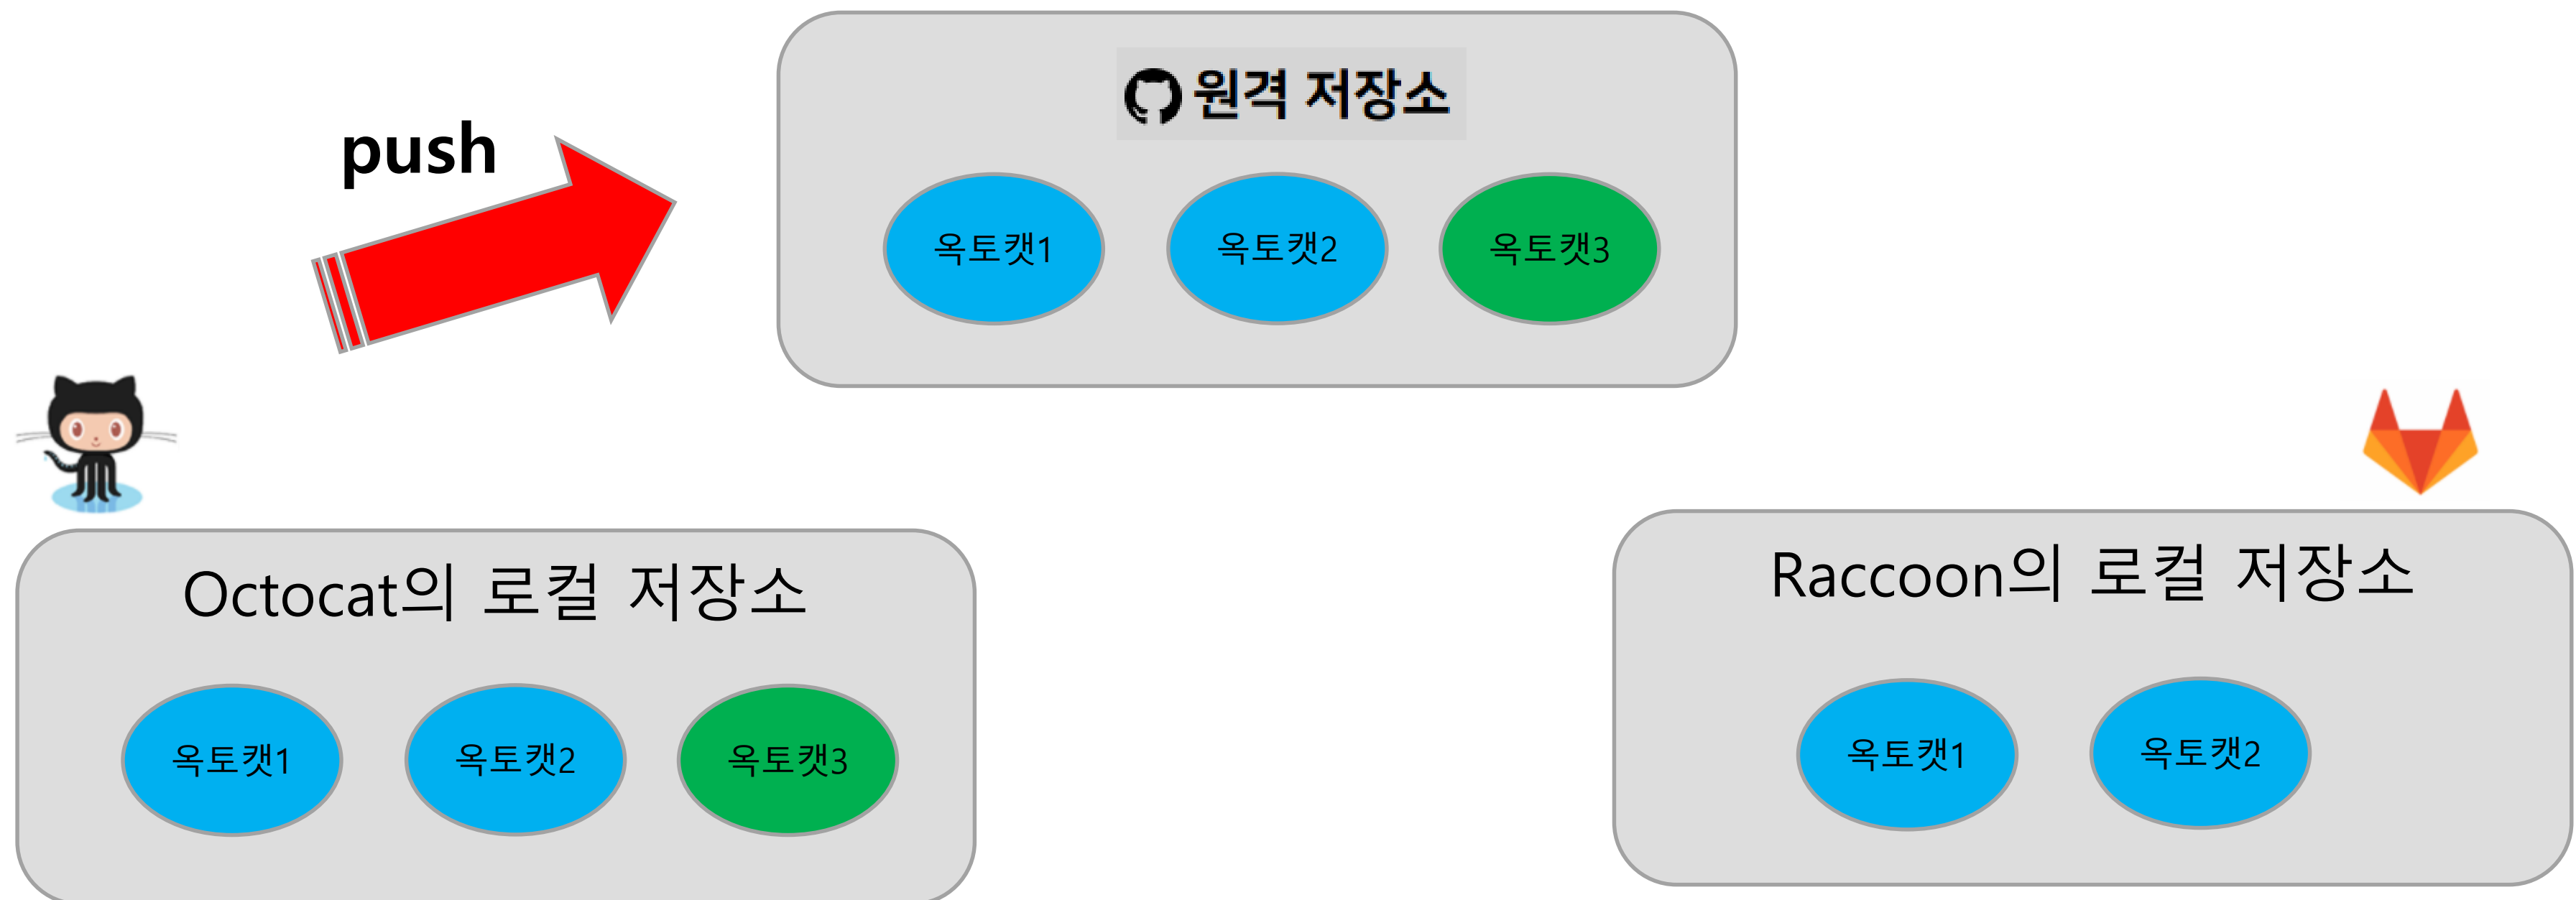 push
원격 저장소
옥토캣1 옥토캣2 옥토캣3
Octocat의 로컬 저장소
옥토캣1 옥토캣2 옥토캣3
Raccoon의 로컬 저장소
옥토캣1 옥토캣2